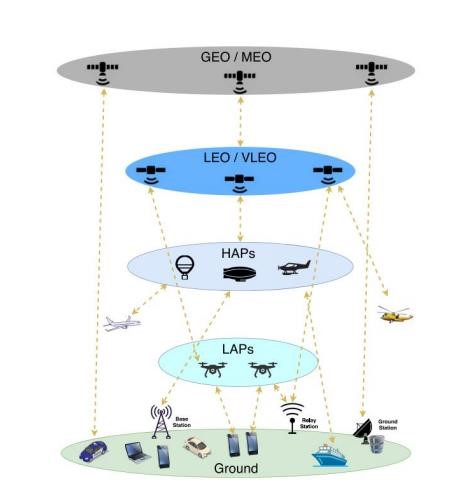 GEO / MEO
LEO / VLEO
HAPs
LAPs
Base
Station
Relay
Station
Ground
Station
Ground